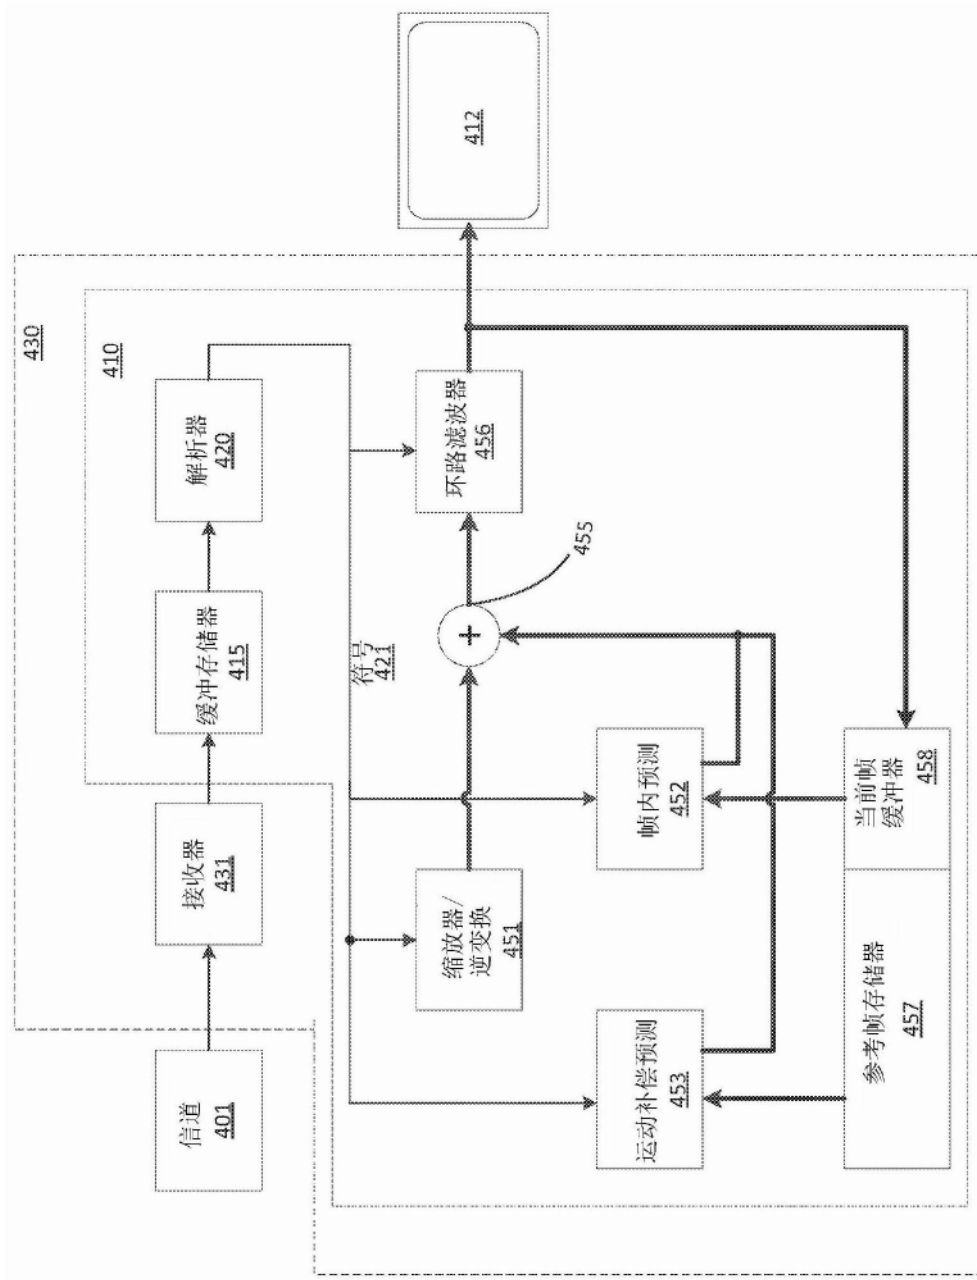 430
410
信道
401
接收器
431
缓冲存储器
415
解析器
420
符号
421
缩放器/
逆变换
451
+
455
环路滤波器
456
412
运动补偿预测
453
帧内预测
452
参考帧存储器
457
当前帧
缓冲器
458